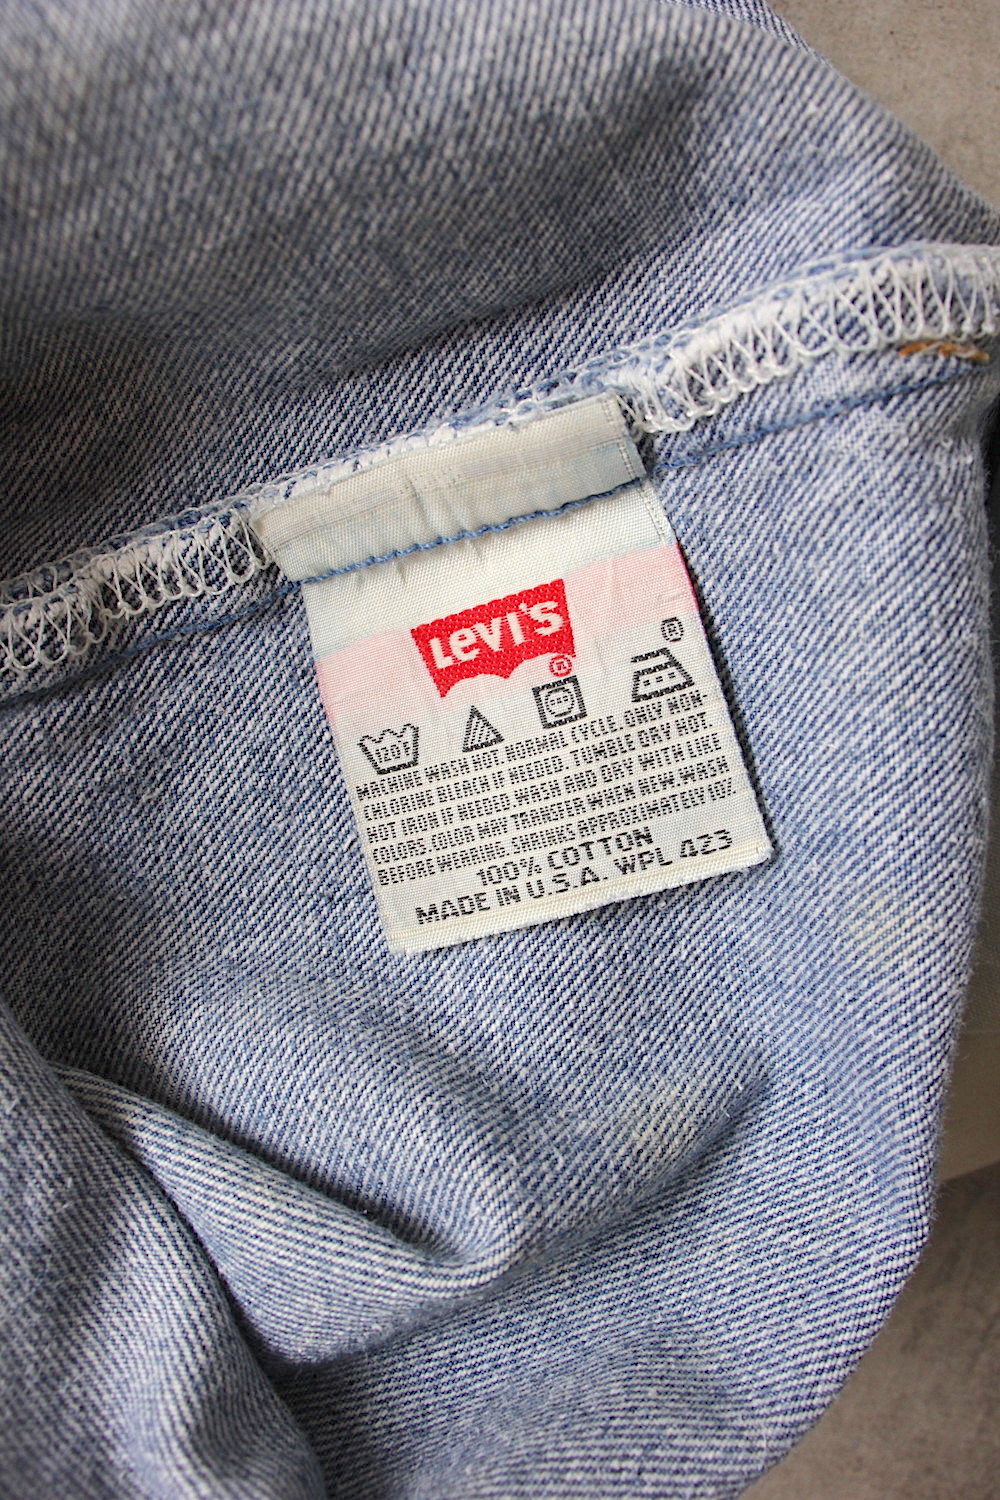 LEVI'S
®
®
120F
MACHINE WASH HOT NORMAL CYCLE. ONLY NON-
CHLORINE BLEACH IF NEEDED. TUMBLE DRY HOT.
HOT IRON IF NEEDED. WASH AND DRY WITH LIKE
COLORS. COLOR MAY TRANSFER WHEN NEW. WASH
BEFORE WEARING. SHRINKS APPROXIMATELY 10%.
100% COTTON
MADE IN U.S.A. WPL 423